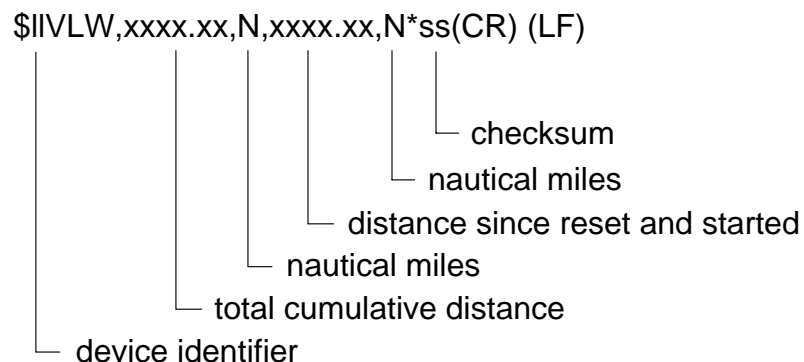 $IIVLW,xxxx.xx,N,xxxx.xx,N*ss(CR) (LF)
checksum
nautical miles
distance since reset and started
nautical miles
total cumulative distance
device identifier